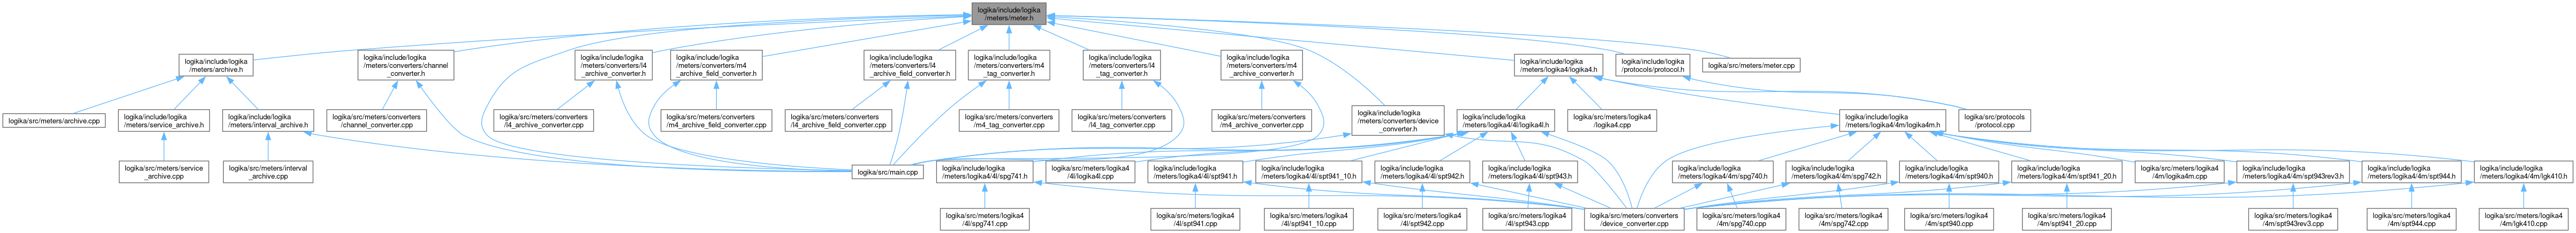 logika/include/logika
/meters/meter.h
logika/include/logika
/meters/archive.h
logika/include/logika
/meters/converters/channel
_converter.h
logika/include/logika
/meters/converters/l4
_archive_converter.h
logika/include/logika
/meters/converters/m4
_archive_field_converter.h
logika/include/logika
/meters/converters/l4
_archive_field_converter.h
logika/include/logika
/meters/converters/m4
_tag_converter.h
logika/include/logika
/meters/converters/l4
_tag_converter.h
logika/include/logika
/meters/converters/m4
_archive_converter.h
logika/include/logika
/meters/logika4/logika4.h
logika/include/logika
/protocols/protocol.h
logika/src/meters/meter.cpp
logika/src/meters/archive.cpp
logika/include/logika
/meters/service_archive.h
logika/include/logika
/meters/interval_archive.h
logika/src/meters/converters
/channel_converter.cpp
logika/src/meters/converters
/l4_archive_converter.cpp
logika/src/meters/converters
/m4_archive_field_converter.cpp
logika/src/meters/converters
/l4_archive_field_converter.cpp
logika/src/meters/converters
/m4_tag_converter.cpp
logika/src/meters/converters
/l4_tag_converter.cpp
logika/src/meters/converters
/m4_archive_converter.cpp
logika/include/logika
/meters/converters/device
_converter.h
logika/include/logika
/meters/logika4/4l/logika4l.h
logika/src/meters/logika4
/logika4.cpp
logika/include/logika
/meters/logika4/4m/logika4m.h
logika/src/protocols
/protocol.cpp
logika/src/meters/service
_archive.cpp
logika/src/meters/interval
_archive.cpp
logika/src/main.cpp
logika/include/logika
/meters/logika4/4l/spg741.h
logika/src/meters/logika4
/4l/logika4l.cpp
logika/include/logika
/meters/logika4/4l/spt941.h
logika/include/logika
/meters/logika4/4l/spt941_10.h
logika/include/logika
/meters/logika4/4l/spt942.h
logika/include/logika
/meters/logika4/4l/spt943.h
logika/include/logika
/meters/logika4/4m/spg740.h
logika/include/logika
/meters/logika4/4m/spg742.h
logika/include/logika
/meters/logika4/4m/spt940.h
logika/include/logika
/meters/logika4/4m/spt941_20.h
logika/src/meters/logika4
/4m/logika4m.cpp
logika/include/logika
/meters/logika4/4m/spt943rev3.h
logika/include/logika
/meters/logika4/4m/spt944.h
logika/include/logika
/meters/logika4/4m/lgk410.h
logika/src/meters/logika4
/4l/spg741.cpp
logika/src/meters/logika4
/4l/spt941.cpp
logika/src/meters/logika4
/4l/spt941_10.cpp
logika/src/meters/logika4
/4l/spt942.cpp
logika/src/meters/logika4
/4l/spt943.cpp
logika/src/meters/converters
/device_converter.cpp
logika/src/meters/logika4
/4m/spg740.cpp
logika/src/meters/logika4
/4m/spg742.cpp
logika/src/meters/logika4
/4m/spt940.cpp
logika/src/meters/logika4
/4m/spt941_20.cpp
logika/src/meters/logika4
/4m/spt943rev3.cpp
logika/src/meters/logika4
/4m/spt944.cpp
logika/src/meters/logika4
/4m/lgk410.cpp